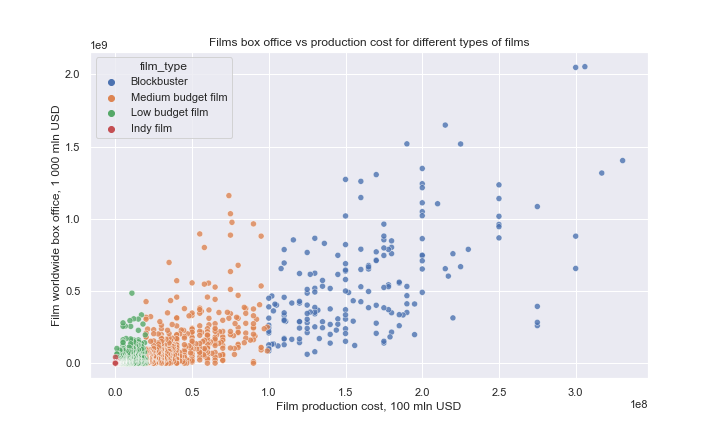 Films box office vs production cost for different types of films
1e9
film_type
Blockbuster
Medium budget film
Low budget film
Indy film
2.0
1.5
1.0
0.5
0.0
Film worldwide box office, 1 000 mln USD
0.0 0.5 1.0 1.5 2.0 2.5 3.0
1e8
Film production cost, 100 mln USD